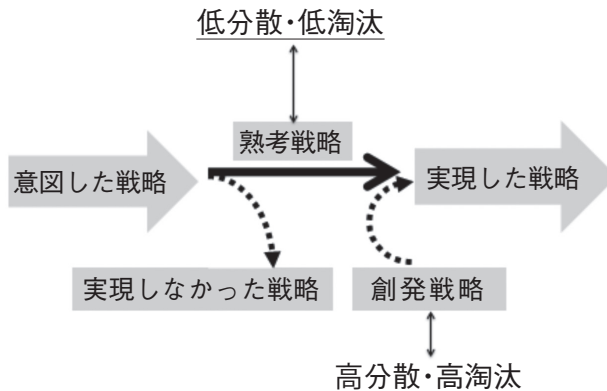 低分散・低淘汰
熟考戦略
意図した戦略
実現した戦略
実現しなかった戦略
創発戦略
高分散・高淘汰